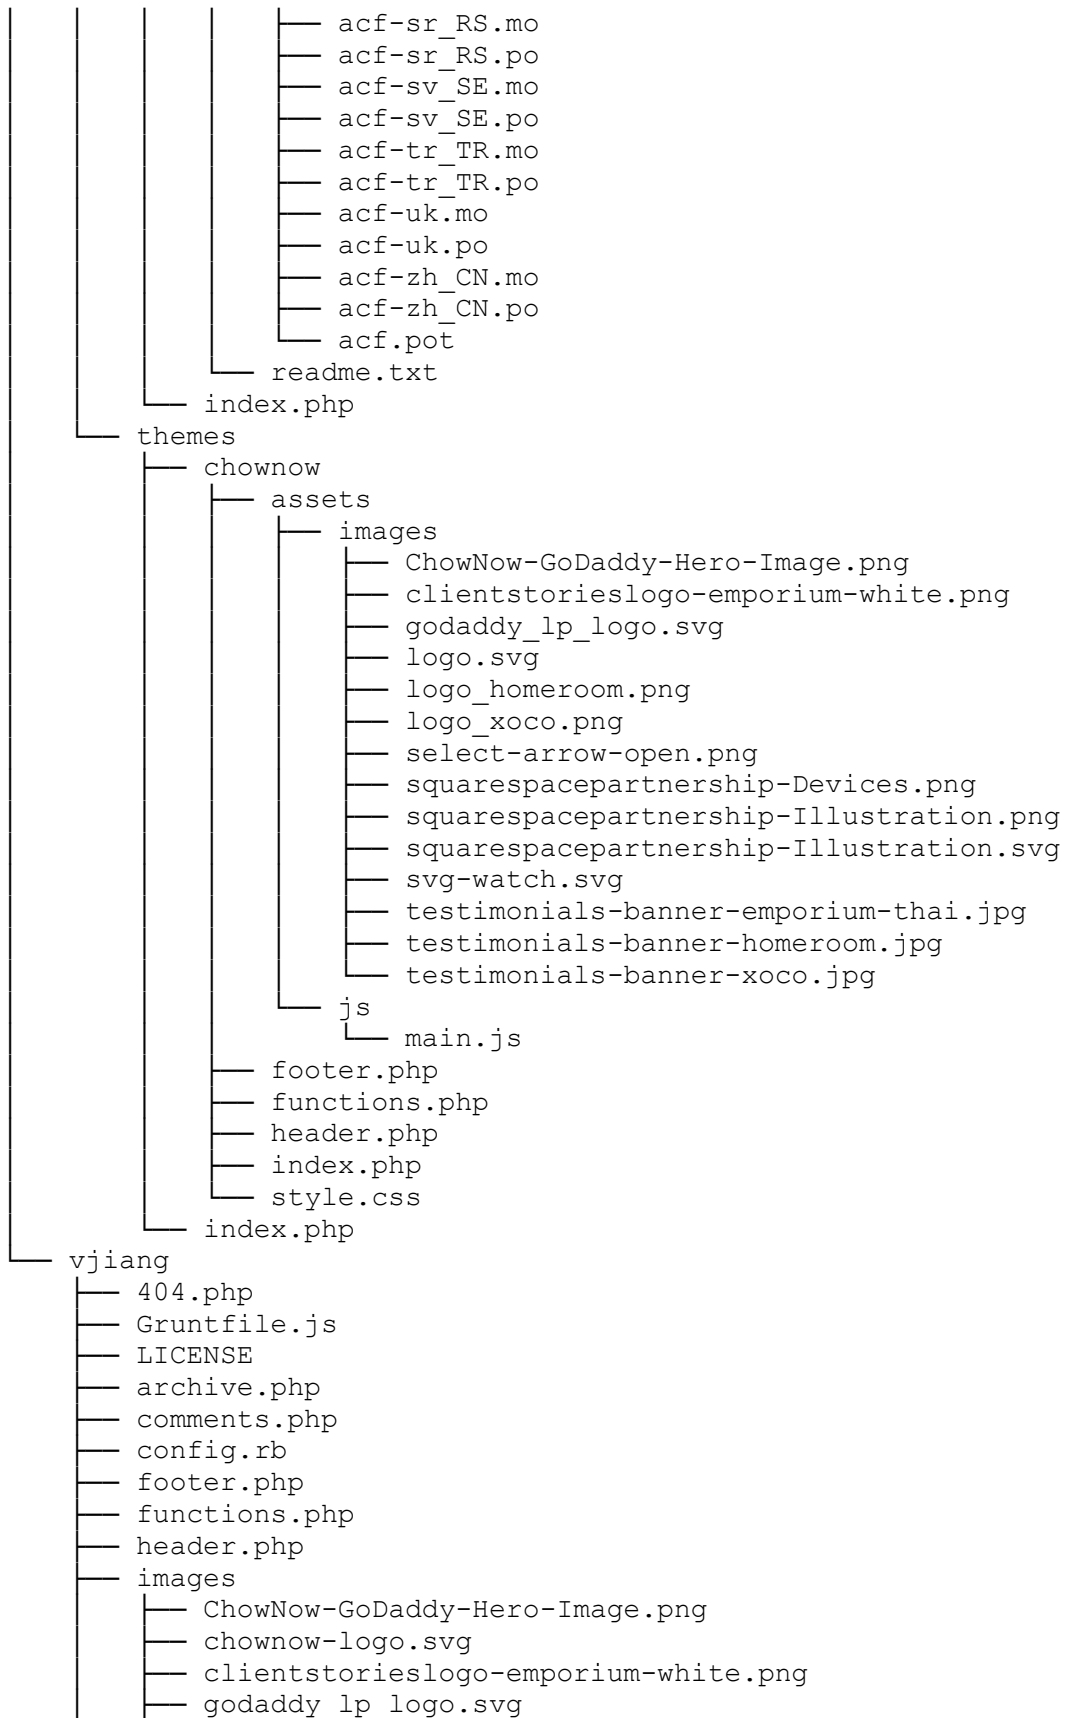 │   │   │   │   ├── acf-sr_RS.mo
│   │   │   │   ├── acf-sr_RS.po
│   │   │   │   ├── acf-sv_SE.mo
│   │   │   │   ├── acf-sv_SE.po
│   │   │   │   ├── acf-tr_TR.mo
│   │   │   │   ├── acf-tr_TR.po
│   │   │   │   ├── acf-uk.mo
│   │   │   │   ├── acf-uk.po
│   │   │   │   ├── acf-zh_CN.mo
│   │   │   │   ├── acf-zh_CN.po
│   │   │   │   └── acf.pot
│   │   │   └── readme.txt
│   │   └── index.php
│   └── themes
│       ├── chownow
│       │   ├── assets
│       │   │   ├── images
│       │   │   │   ├── ChowNow-GoDaddy-Hero-Image.png
│       │   │   │   ├── clientstorieslogo-emporium-white.png
│       │   │   │   ├── godaddy_lp_logo.svg
│       │   │   │   ├── logo.svg
│       │   │   │   ├── logo_homeroom.png
│       │   │   │   ├── logo_xoco.png
│       │   │   │   ├── select-arrow-open.png
│       │   │   │   ├── squarespacepartnership-Devices.png
│       │   │   │   ├── squarespacepartnership-Illustration.png
│       │   │   │   ├── squarespacepartnership-Illustration.svg
│       │   │   │   ├── svg-watch.svg
│       │   │   │   ├── testimonials-banner-emporium-thai.jpg
│       │   │   │   ├── testimonials-banner-homeroom.jpg
│       │   │   │   └── testimonials-banner-xoco.jpg
│       │   │   └── js
│       │   │       └── main.js
│       │   ├── footer.php
│       │   ├── functions.php
│       │   ├── header.php
│       │   ├── index.php
│       │   └── style.css
│       └── index.php
└── vjiang
    ├── 404.php
    ├── Gruntfile.js
    ├── LICENSE
    ├── archive.php
    ├── comments.php
    ├── config.rb
    ├── footer.php
    ├── functions.php
    ├── header.php
    ├── images
    │   ├── ChowNow-GoDaddy-Hero-Image.png
    │   ├── chownow-logo.svg
    │   ├── clientstorieslogo-emporium-white.png
    │   ├── godaddy_lp_logo.svg